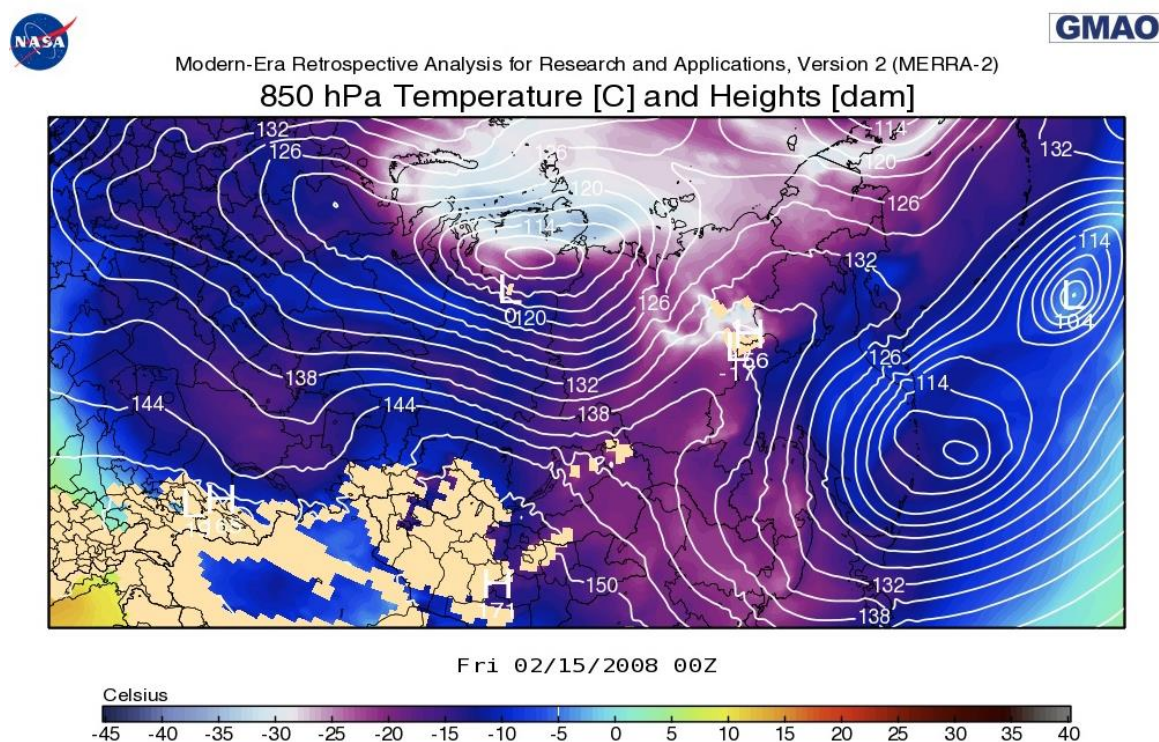 NASA
GMAO
Modern-Era Retrospective Analysis for Research and Applications, Version 2 (MERRA-2)
850 hPa Temperature [C] and Heights [dam]
132
126
126
120
114
114
120
126
132
132
126
114
L
104
L
0
120
H
L
-17
126
114
138
132
138
144
144
L H
H
171
150
132
138
Fri 02/15/2008 00Z
Celsius
-45 -40 -35 -30 -25 -20 -15 -10 -5 0 5 10 15 20 25 30 35 40